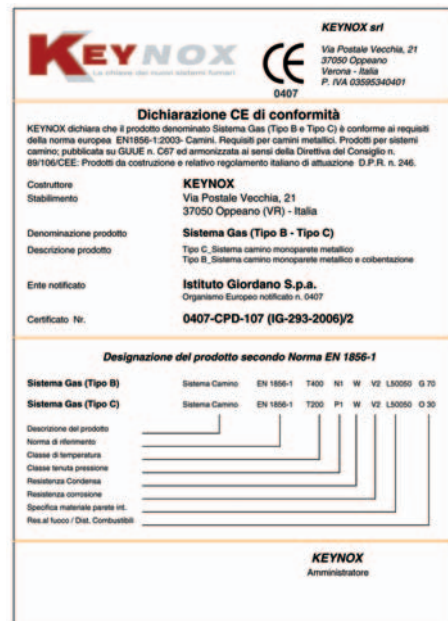 KEYNOX
La chiave dei nuovi sistemi fumari
CE
0407
KEYNOX srl
Via Postale Vecchia, 21
37050 Oppeano
Verona - Italia
P. IVA 03595340401
Dichiarazione CE di conformità
KEYNOX dichiara che il prodotto denominato Sistema Gas (Tipo B e Tipo C) è conforme ai requisiti
della norma europea EN1856-1:2003- Camini. Requisiti per camini metallici. Prodotti per sistemi
camino; pubblicata su GUUE n. C67 ed armonizzata ai sensi della Direttiva del Consiglio n.
89/106/CEE: Prodotti da costruzione e relativo regolamento italiano di attuazione D.P.R. n. 246.
Costruttore KEYNOX
Stabilimento Via Postale Vecchia, 21
37050 Oppeano (VR) - Italia
Denominazione prodotto Sistema Gas (Tipo B - Tipo C)
Descrizione prodotto Tipo C_Sistema camino monoparete metallico
Tipo B_Sistema camino monoparete metallico e coibentazione
Ente notificato Istituto Giordano S.p.a.
Organismo Europeo notificato n. 0407
Certificato Nr. 0407-CPD-107 (IG-293-2006)/2
Designazione del prodotto secondo Norma EN 1856-1
Sistema Gas (Tipo B) Sistema Camino EN 1856-1 T400 N1 W V2 L50050 G 70
Sistema Gas (Tipo C) Sistema Camino EN 1856-1 T200 P1 W V2 L50050 O 30
Descrizione del prodotto
Norma di riferimento
Classe di temperatura
Classe tenuta pressione
Resistenza Condensa
Resistenza corrosione
Specifica materiale parete int.
Res.al fuoco / Dist. Combustibili
KEYNOX
Amministratore